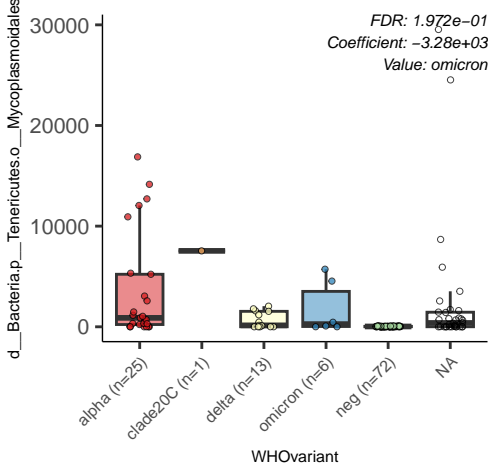 FDR: 1.972e−01
Coefficient: −3.28e+03
Value: omicron
d__Bacteria.p__Tenericutes.o__Mycoplasmoidales
30000
20000
10000
0
alpha (n=25)
clade20C (n=1)
delta (n=13)
omicron (n=6)
neg (n=72)
NA
WHOvariant